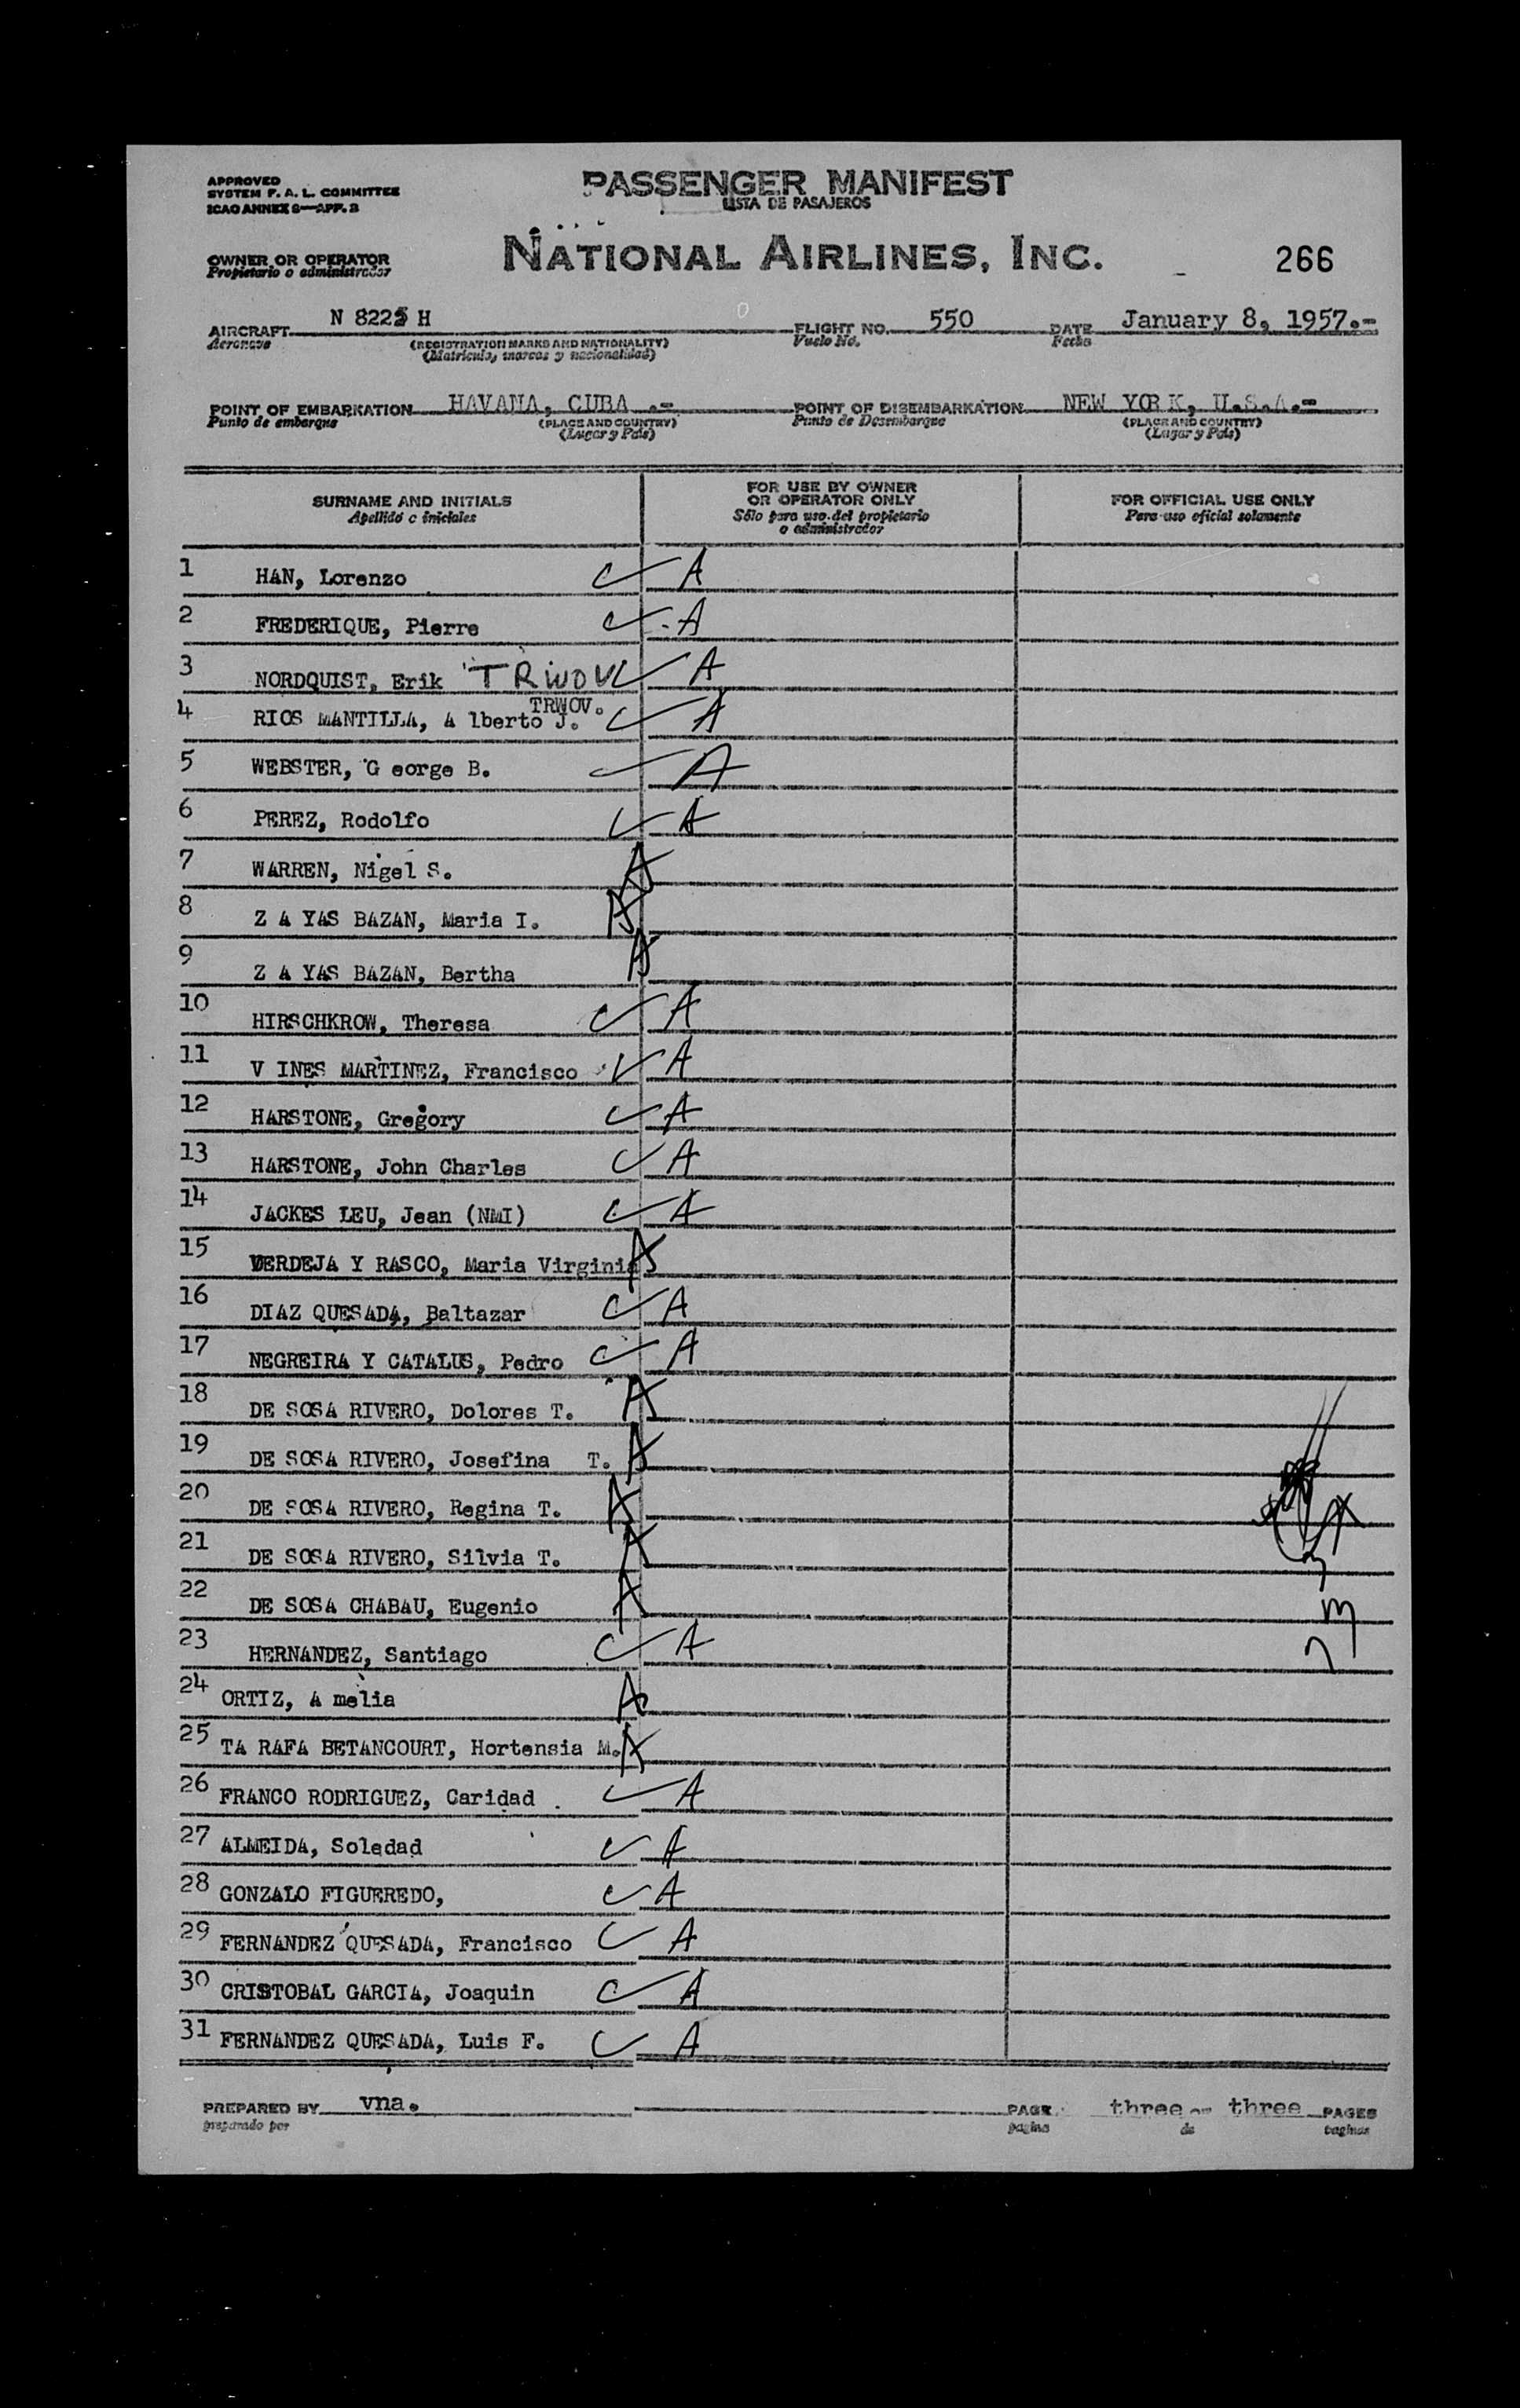 APPROVED
SYSTEM F. A. L. COMMITTEE
ICAO ANNEX 9—APP. 3
PASSENGER MANIFEST
LISTA DE PASAJEROS
OWNER OR OPERATOR
Propietario o administrador
NATIONAL AIRLINES, INC.
266
AIRCRAFT N 8225 H FLIGHT NO. 550 DATE January 8, 1957.-
Aeronave (REGISTRATION MARKS AND NATIONALITY) Vuelo No. Fecha
(Matricula, marcas y nacionalidad)
POINT OF EMBARKATION HAVANA, CUBA .- POINT OF DISEMBARKATION NEW YORK, U.S.A.-
Punto de embarque (PLACE AND COUNTRY) Punto de Desembarque (PLACE AND COUNTRY)
(Lugar y Pais) (Lugar y Pais)
SURNAME AND INITIALS
Apellido e iniciales
FOR USE BY OWNER
OR OPERATOR ONLY
Sólo para uso del propietario
o administrador
FOR OFFICIAL USE ONLY
Para uso oficial solamente
1 HAN, Lorenzo A
2 FREDERIQUE, Pierre A
3 NORDQUIST, Erik TRWOV A
TRWOV.
4 RIOS MANTILLA, A lberto J. A
5 WEBSTER, G eorge B. A
6 PEREZ, Rodolfo A
7 WARREN, Nigel S. A
8 Z A YAS BAZAN, Maria I. A
9 Z A YAS BAZAN, Bertha A
10 HIRSCHKROW, Theresa A
11 V INES MARTINEZ, Francisco A
12 HARSTONE, Gregory A
13 HARSTONE, John Charles A
14 JACKES LEU, Jean (NMI) A
15 VERDEJA Y RASCO, Maria Virginia A
16 DIAZ QUESADA, Baltazar A
17 NEGREIRA Y CATALUS, Pedro A
18 DE SOSA RIVERO, Dolores T. A
19 DE SOSA RIVERO, Josefina T. A
20 DE SOSA RIVERO, Regina T. A
21 DE SOSA RIVERO, Silvia T. A
22 DE SOSA CHABAU, Eugenio A
23 HERNANDEZ, Santiago A
24 ORTIZ, A melia A
25 TA RAFA BETANCOURT, Hortensia M. A
26 FRANCO RODRIGUEZ, Caridad A
27 ALMEIDA, Soledad A
28 GONZALO FIGUEREDO, A
29 FERNANDEZ QUESADA, Francisco A
30 CRISTOBAL GARCIA, Joaquin A
31 FERNANDEZ QUESADA, Luis F. A
PREPARED BY vna. PAGE three three PAGES
preparado por pagina de paginas